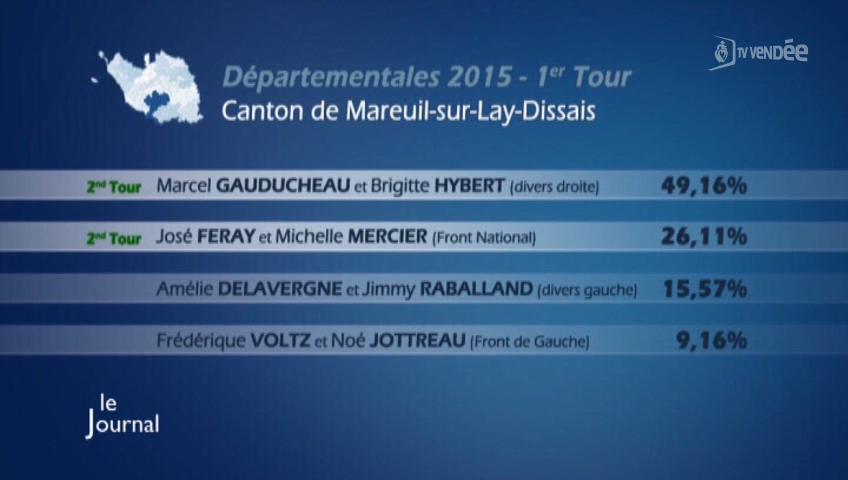 TV VENDÉE
Départementales 2015 - 1er Tour
Canton de Mareuil-sur-Lay-Dissais
2nd Tour Marcel GAUDUCHEAU et Brigitte HYBERT (divers droite) 49,16%
2nd Tour José FERAY et Michelle MERCIER (Front National) 26,11%
Amélie DELAVERGNE et Jimmy RABALLAND (divers gauche) 15,57%
Frédérique VOLTZ et Noé JOTTREAU (Front de Gauche) 9,16%
le
Journal